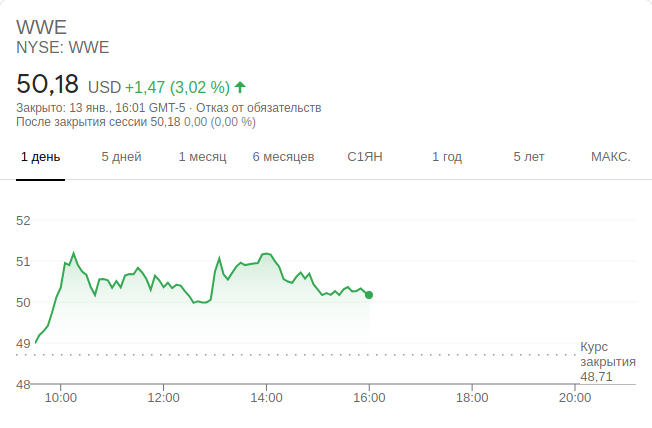 WWE
NYSE: WWE
50,18 USD +1,47 (3,02 %)
Закрыто: 13 янв., 16:01 GMT-5 · Отказ от обязательств
После закрытия сессии 50,18 0,00 (0,00 %)
1 день 5 дней 1 месяц 6 месяцев С1ЯН 1 год 5 лет МАКС.
52
51
50
49
Курс
закрытия
48,71
48
10:00 12:00 14:00 16:00 18:00 20:00